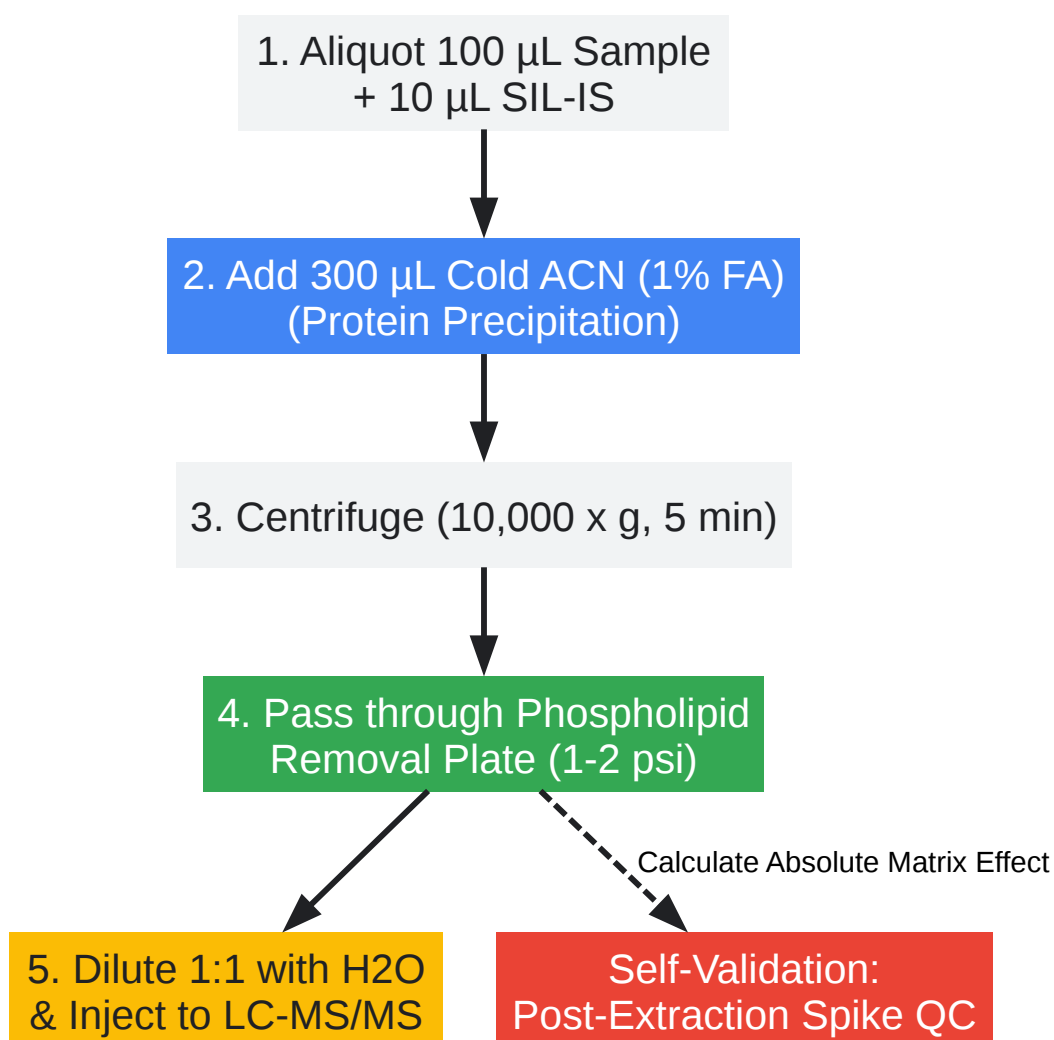 1. Aliquot 100 µL Sample
+ 10 µL SIL-IS
2. Add 300 µL Cold ACN (1% FA)
(Protein Precipitation)
3. Centrifuge (10,000 x g, 5 min)
4. Pass through Phospholipid
Removal Plate (1-2 psi)
Calculate Absolute Matrix Effect
5. Dilute 1:1 with H2O
& Inject to LC-MS/MS
Self-Validation:
Post-Extraction Spike QC